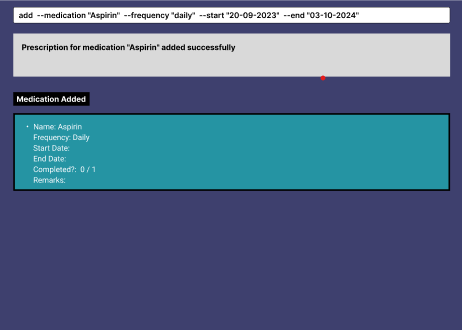 add --medication "Aspirin" --frequency "daily" --start "20-09-2023" --end "03-10-2024"
Prescription for medication "Aspirin" added successfully
Medication Added
• Name: Aspirin
Frequency: Daily
Start Date:
End Date:
Completed?: 0 / 1
Remarks: